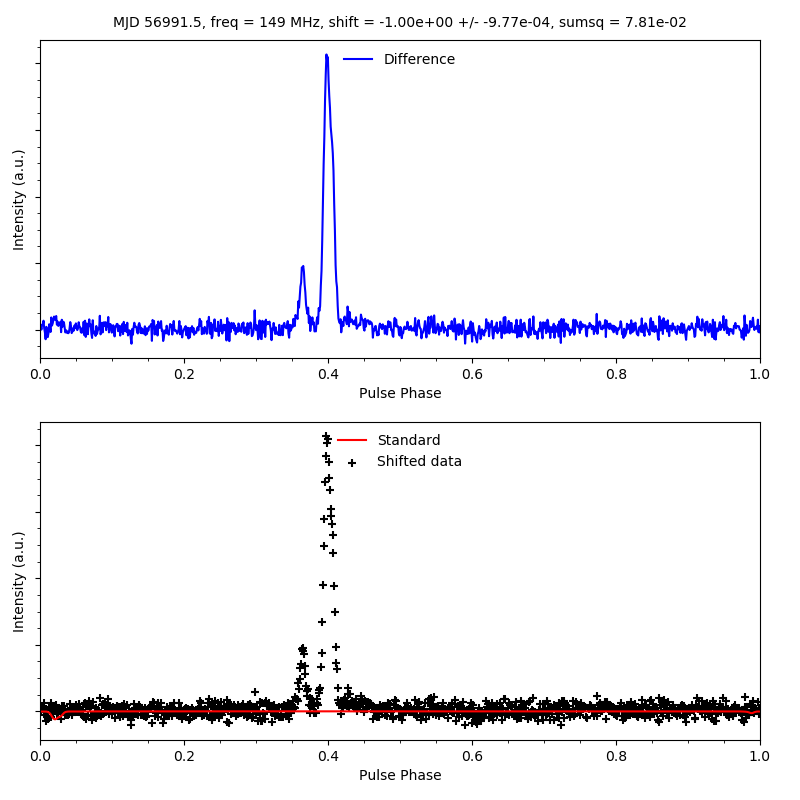 MJD 56991.5, freq = 149 MHz, shift = -1.00e+00 +/- -9.77e-04, sumsq = 7.81e-02
Intensity (a.u.)
Difference
0.0 0.2 0.4 0.6 0.8 1.0
Pulse Phase
Intensity (a.u.)
Standard
Shifted data
0.0 0.2 0.4 0.6 0.8 1.0
Pulse Phase